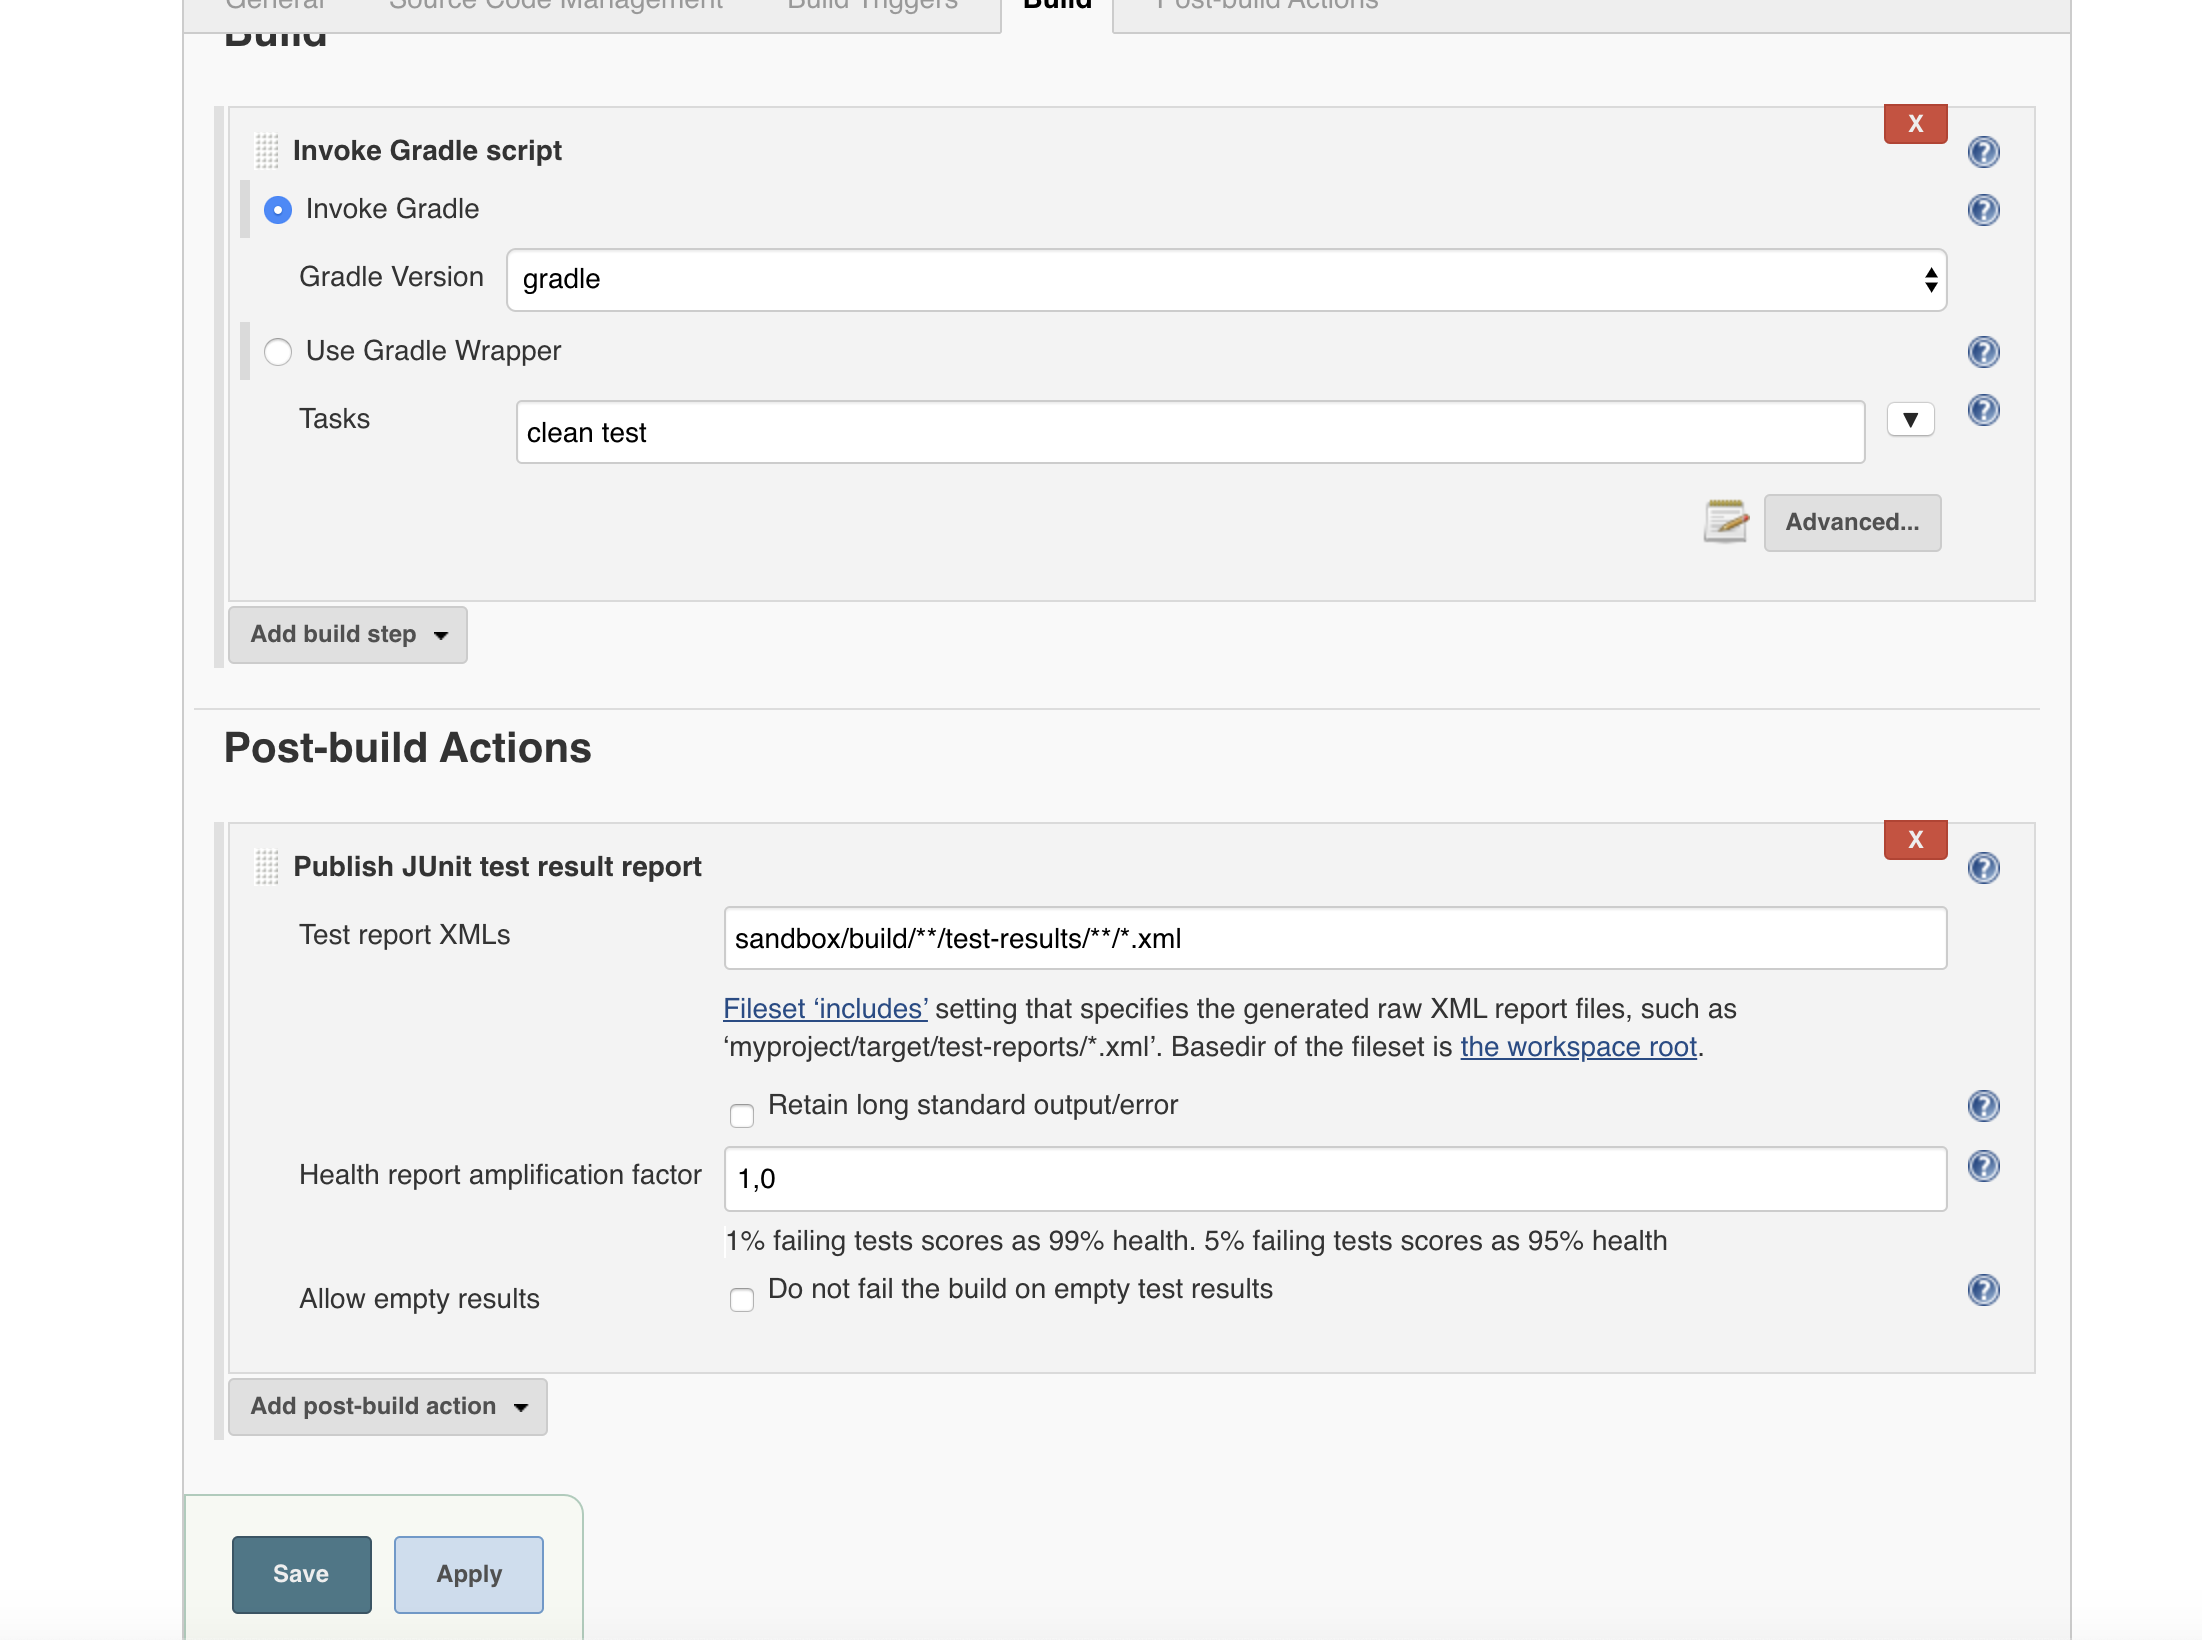 General Source Code Management Build Triggers Build Post-build Actions
Build
X
Invoke Gradle script
Invoke Gradle
Gradle Version gradle
Use Gradle Wrapper
Tasks clean test
Advanced...
Add build step
Post-build Actions
X
Publish JUnit test result report
Test report XMLs sandbox/build/**/test-results/**/*.xml
Fileset ‘includes’ setting that specifies the generated raw XML report files, such as
‘myproject/target/test-reports/*.xml’. Basedir of the fileset is the workspace root.
Retain long standard output/error
Health report amplification factor 1,0
1% failing tests scores as 99% health. 5% failing tests scores as 95% health
Allow empty results Do not fail the build on empty test results
Add post-build action
Save Apply